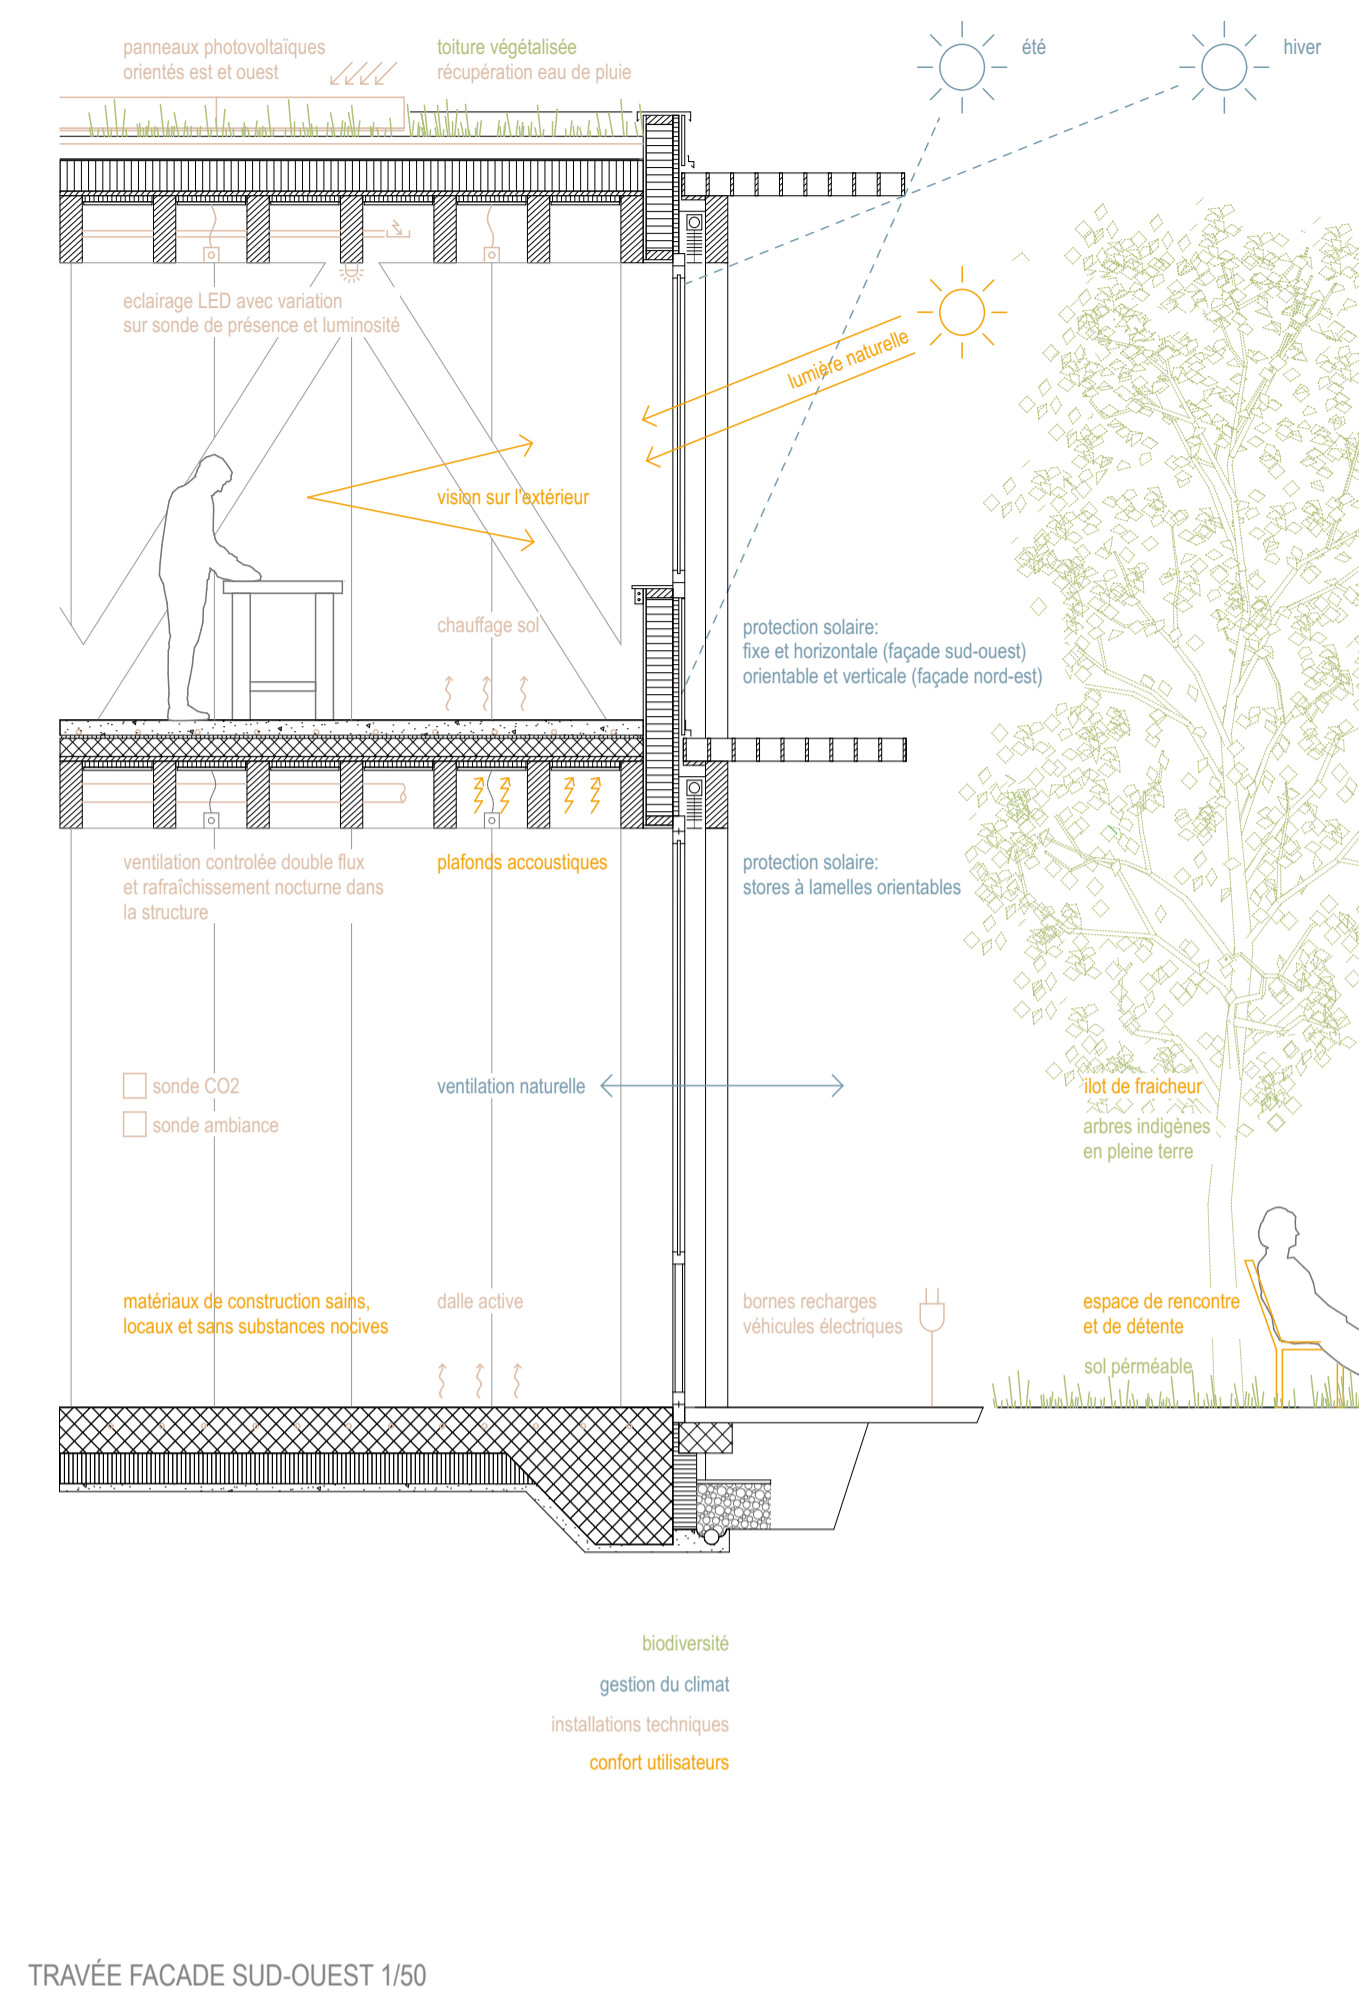 panneaux photovoltaïques
orientés est et ouest
toiture végétalisée
récupération eau de pluie
été
hiver
eclairage LED avec variation
sur sonde de présence et luminosité
lumière naturelle
vision sur l'extérieur
chauffage sol
protection solaire:
fixe et horizontale (façade sud-ouest)
orientable et verticale (façade nord-est)
ventilation controlée double flux
et rafraîchissement nocturne dans
la structure
plafonds accoustiques
protection solaire:
stores à lamelles orientables
sonde CO2
sonde ambiance
ventilation naturelle
ilot de fraicheur
arbres indigènes
en pleine terre
matériaux de construction sains,
locaux et sans substances nocives
dalle active
bornes recharges
véhicules électriques
espace de rencontre
et de détente
sol pérméable
biodiversité
gestion du climat
installations techniques
confort utilisateurs
TRAVÉE FACADE SUD-OUEST 1/50